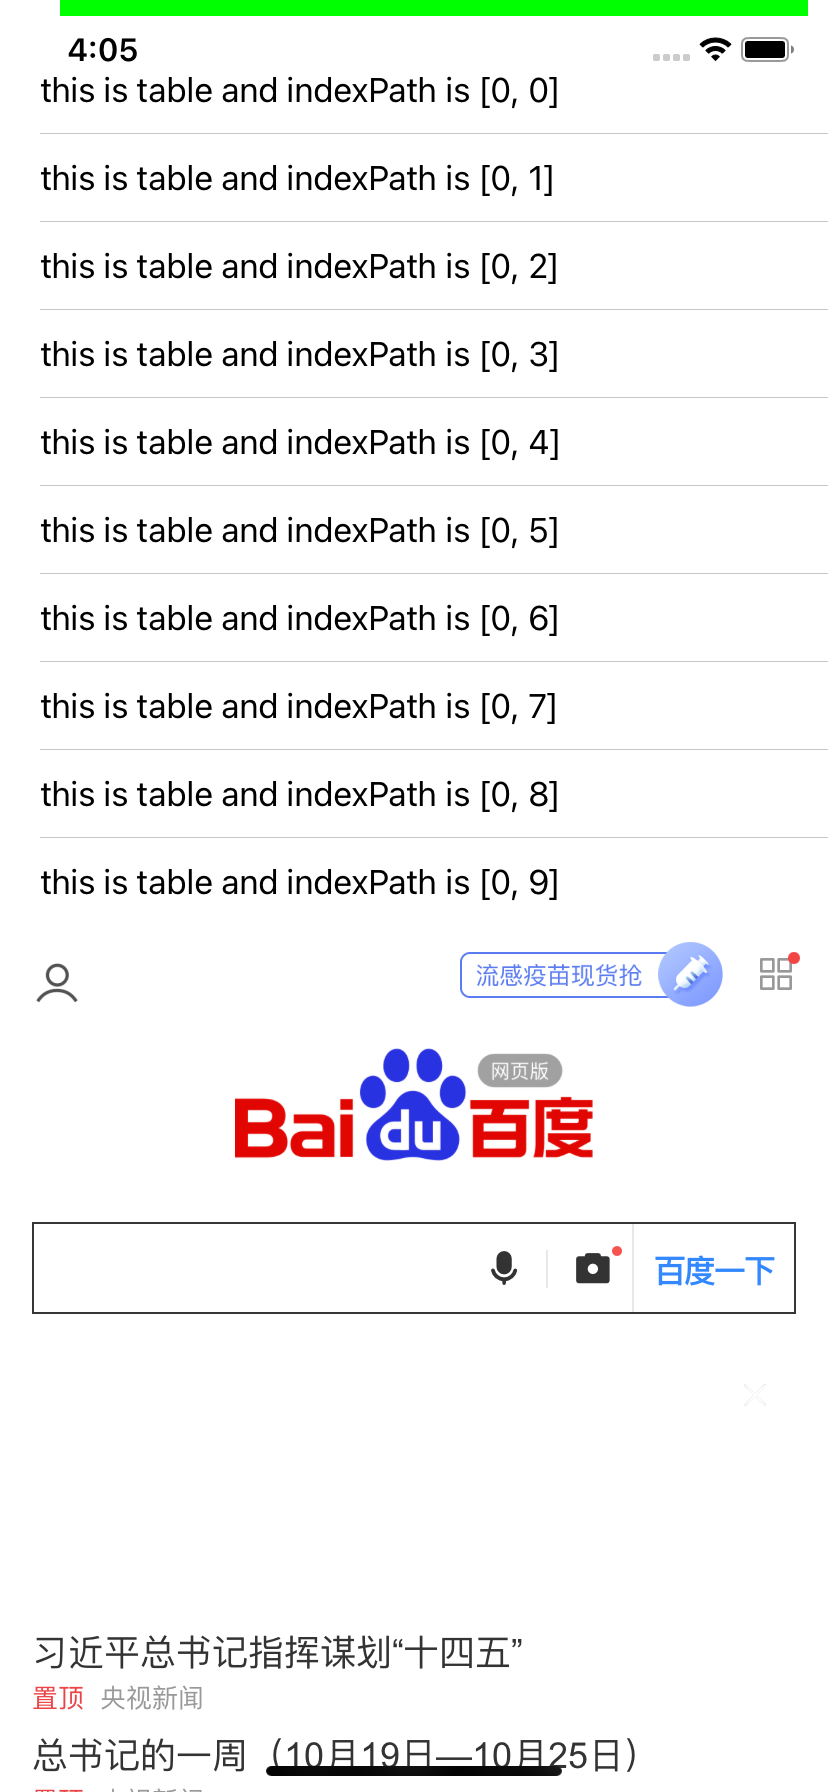 4:05
this is table and indexPath is [0, 0]
this is table and indexPath is [0, 1]
this is table and indexPath is [0, 2]
this is table and indexPath is [0, 3]
this is table and indexPath is [0, 4]
this is table and indexPath is [0, 5]
this is table and indexPath is [0, 6]
this is table and indexPath is [0, 7]
this is table and indexPath is [0, 8]
this is table and indexPath is [0, 9]
流感疫苗现货抢
网页版
Bai du 百度
百度一下
习近平总书记指挥谋划“十四五”
置顶 央视新闻
总书记的一周（10月19日—10月25日）
置顶 央视新闻